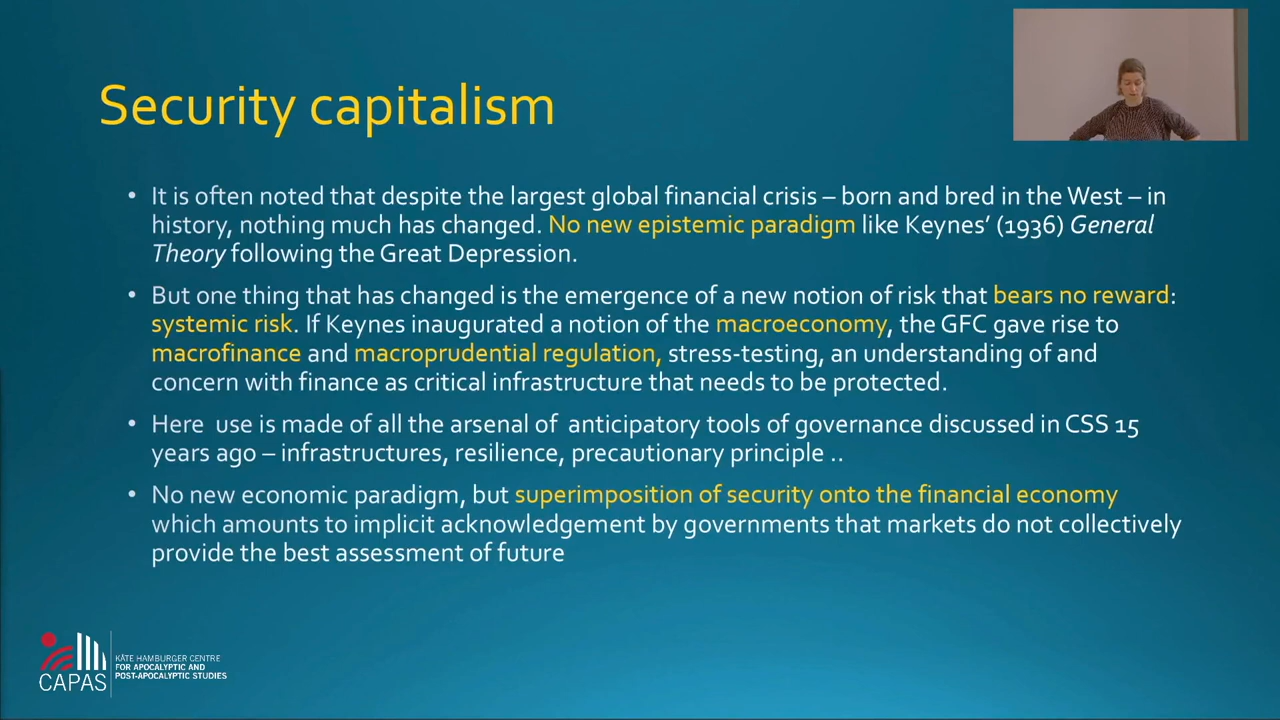 Security capitalism
• It is often noted that despite the largest global financial crisis – born and bred in the West – in
history, nothing much has changed. No new epistemic paradigm like Keynes’ (1936) General
Theory following the Great Depression.
• But one thing that has changed is the emergence of a new notion of risk that bears no reward:
systemic risk. If Keynes inaugurated a notion of the macroeconomy, the GFC gave rise to
macrofinance and macroprudential regulation, stress-testing, an understanding of and
concern with finance as critical infrastructure that needs to be protected.
• Here use is made of all the arsenal of anticipatory tools of governance discussed in CSS 15
years ago – infrastructures, resilience, precautionary principle ..
• No new economic paradigm, but superimposition of security onto the financial economy
which amounts to implicit acknowledgement by governments that markets do not collectively
provide the best assessment of future
CAPAS
KÄTE HAMBURGER CENTRE
FOR APOCALYPTIC AND
POST-APOCALYPTIC STUDIES